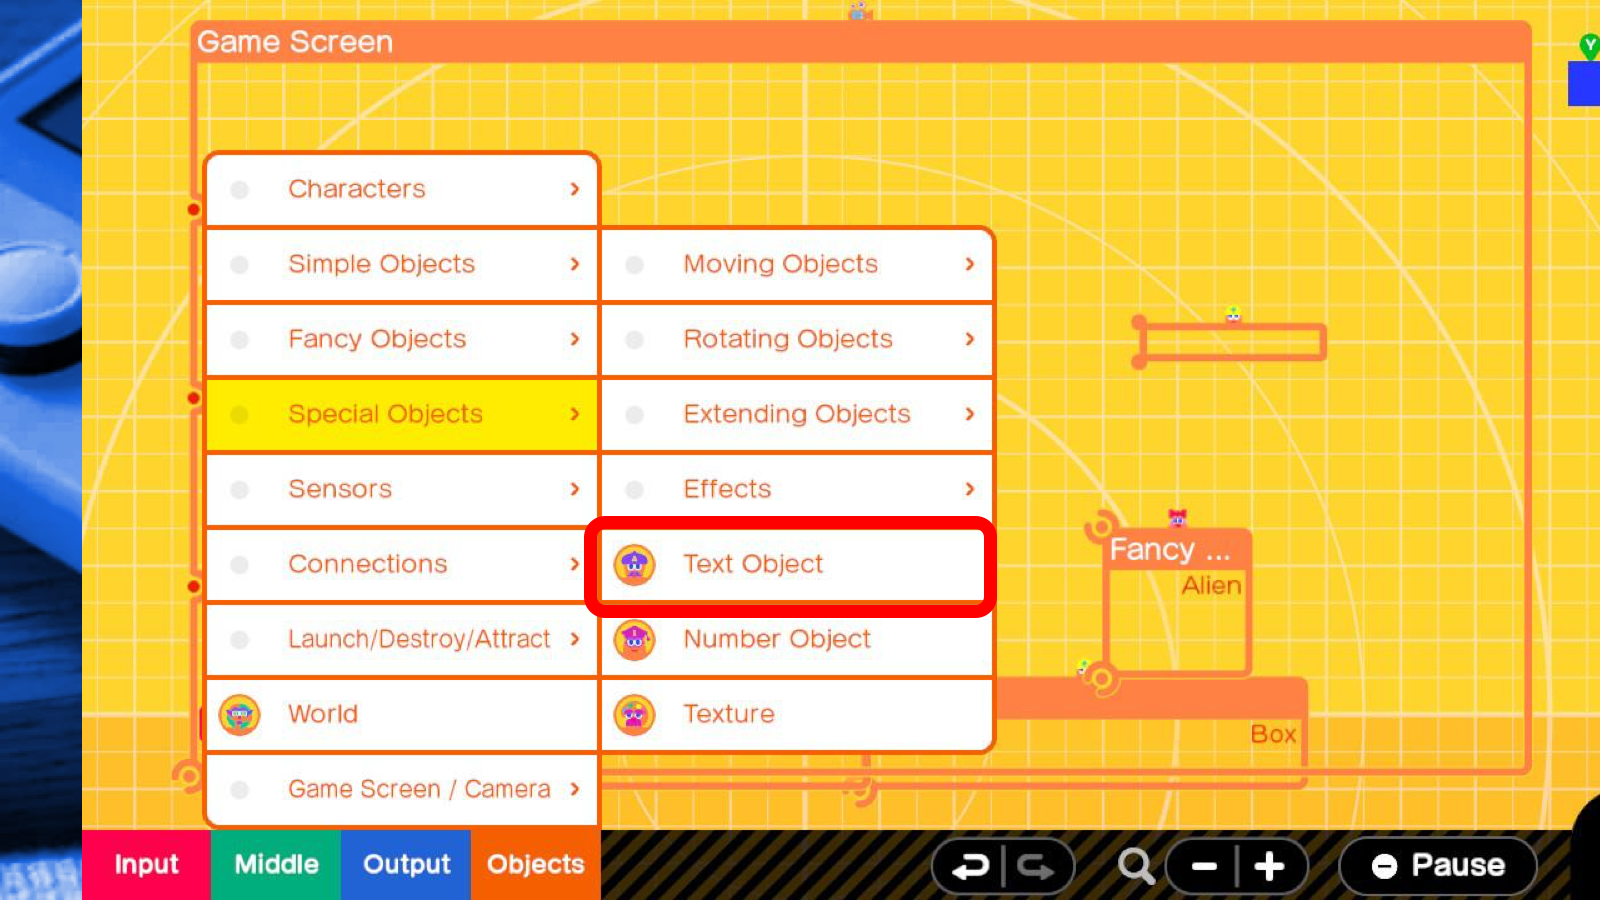 Game Screen
Y
Characters
Simple Objects
Moving Objects
Fancy Objects
Rotating Objects
Special Objects
Extending Objects
Sensors
Effects
Connections
Text Object
Launch/Destroy/Attract
Number Object
World
Texture
Game Screen / Camera
Fancy ...
Alien
Box
Input
Middle
Output
Objects
Pause